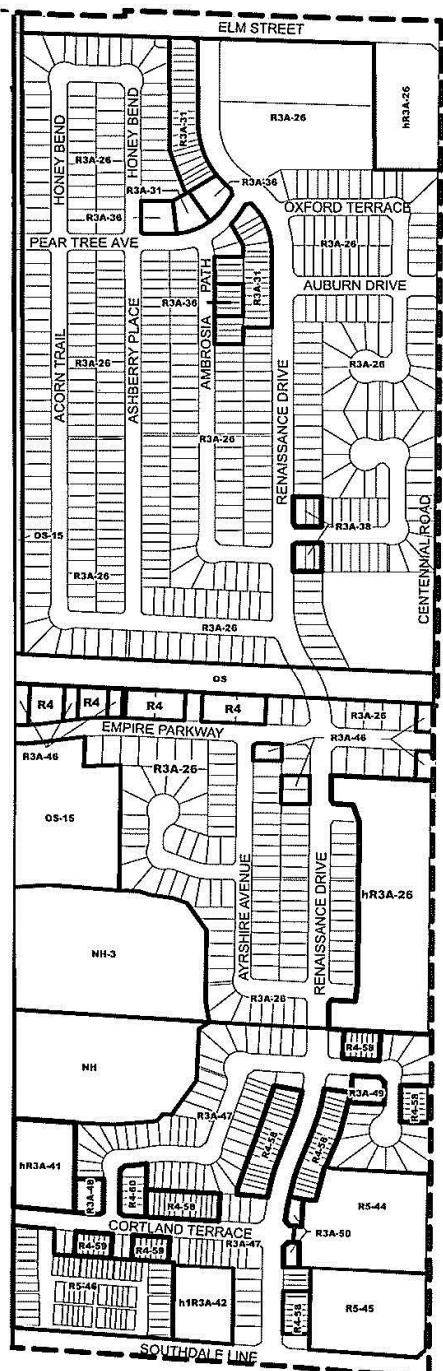 ELM STREET
R3A-31
R3A-26
hR3A-26
HONEY BEND
R3A-26
HONEY BEND
R3A-31
R3A-36
R3A-36
OXFORD TERRACE
PEAR TREE AVE
R3A-26
AUBURN DRIVE
R3A-36
AMBROSIA PATH
R3A-31
ACORN TRAIL
R3A-26
ASHBERRY PLACE
R3A-26
RENAISSANCE DRIVE
R3A-26
OS-15
R3A-38
CENTENNIAL ROAD
R3A-26
R3A-26
OS
R4
R4
R4
R4
R3A-26
EMPIRE PARKWAY
R3A-46
R3A-46
R3A-26
OS-15
AYRSHIRE AVENUE
RENAISSANCE DRIVE
hR3A-26
NH-3
R3A-26
NH
R4-58
R3A-49
R4-58
R3A-47
R4-58
R4-58
hR3A-41
R3A-48
R4-60
R4-58
R5-44
CORTLAND TERRACE
R3A-50
R4-59
R4-59
R3A-47
R5-46
h1R3A-42
R4-58
R5-45
SOUTHDALE LINE